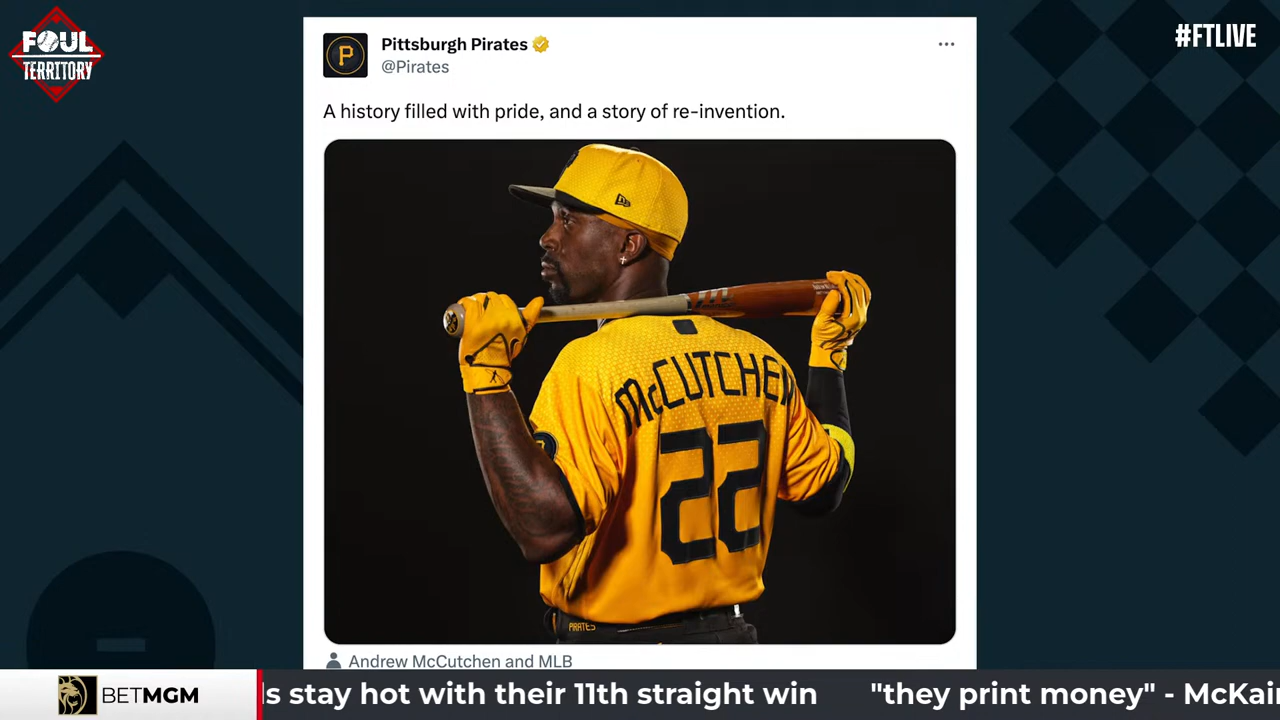 FOUL
TERRITORY
#FTLIVE
P
Pittsburgh Pirates
@Pirates
A history filled with pride, and a story of re-invention.
McCUTCHEN
22
PIRATES
Andrew McCutchen and MLB
BETMGM
s stay hot with their 11th straight win
"they print money" - McKai